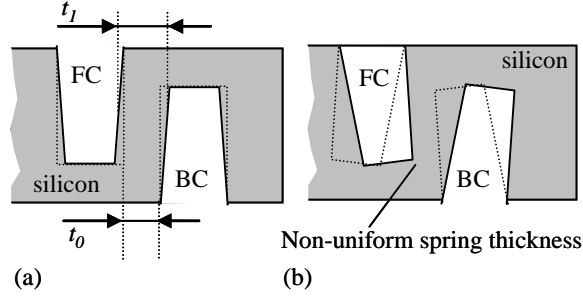 t1
FC
silicon
BC
t0
(a)
silicon
FC
BC
Non-uniform spring thickness
(b)